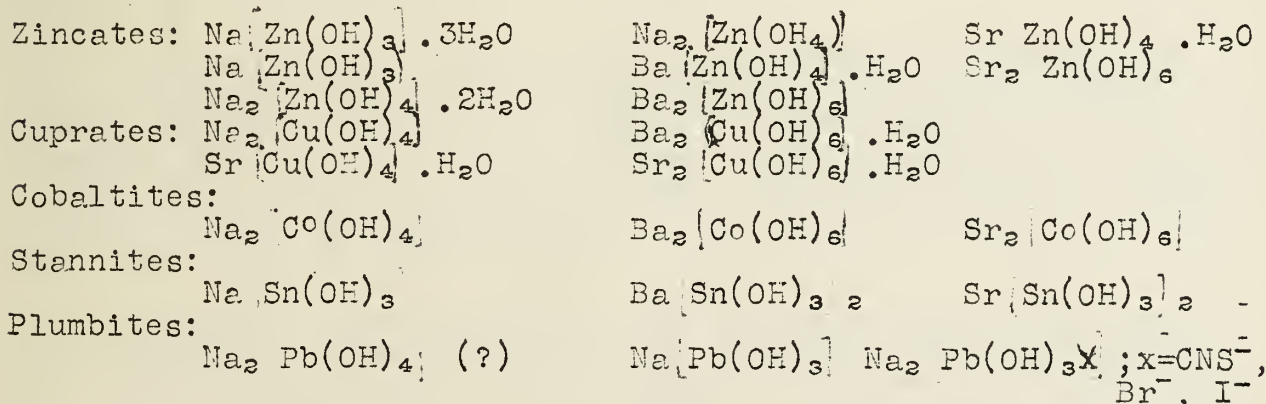 Zincates: Na[Zn(OH)₃].3H₂O Na₂[Zn(OH₄)] Sr Zn(OH)₄ .H₂O
Na[Zn(OH)₃] Ba[Zn(OH)₄].H₂O Sr₂ Zn(OH)₆
Na₂[Zn(OH)₄].2H₂O Ba₂[Zn(OH)₆]
Cuprates: Na₂[Cu(OH)₄] Ba₂[Cu(OH)₆].H₂O
Sr[Cu(OH)₄].H₂O Sr₂[Cu(OH)₆].H₂O
Cobaltites:
Na₂[Co(OH)₄] Ba₂[Co(OH)₆] Sr₂[Co(OH)₆]
Stannites:
Na[Sn(OH)₃ Ba[Sn(OH)₃ ₂ Sr[Sn(OH)₃]₂
Plumbites:
Na₂ Pb(OH)₄] (?) Na[Pb(OH)₃] Na₂ Pb(OH)₃X] ;x=CNS⁻,
Br⁻, I⁻